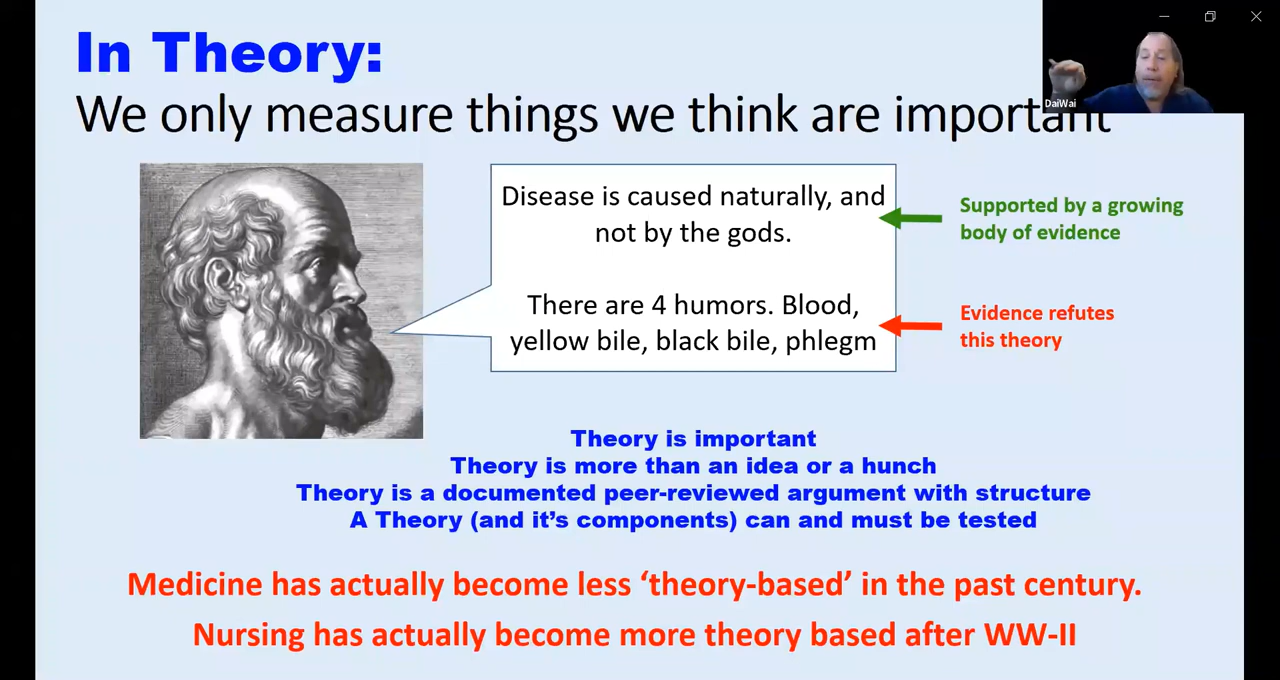 In Theory:
We only measure things we think are important
DaiWai
Disease is caused naturally, and
not by the gods.
Supported by a growing
body of evidence
There are 4 humors. Blood,
yellow bile, black bile, phlegm
Evidence refutes
this theory
Theory is important
Theory is more than an idea or a hunch
Theory is a documented peer-reviewed argument with structure
A Theory (and it's components) can and must be tested
Medicine has actually become less ‘theory-based’ in the past century.
Nursing has actually become more theory based after WW-II